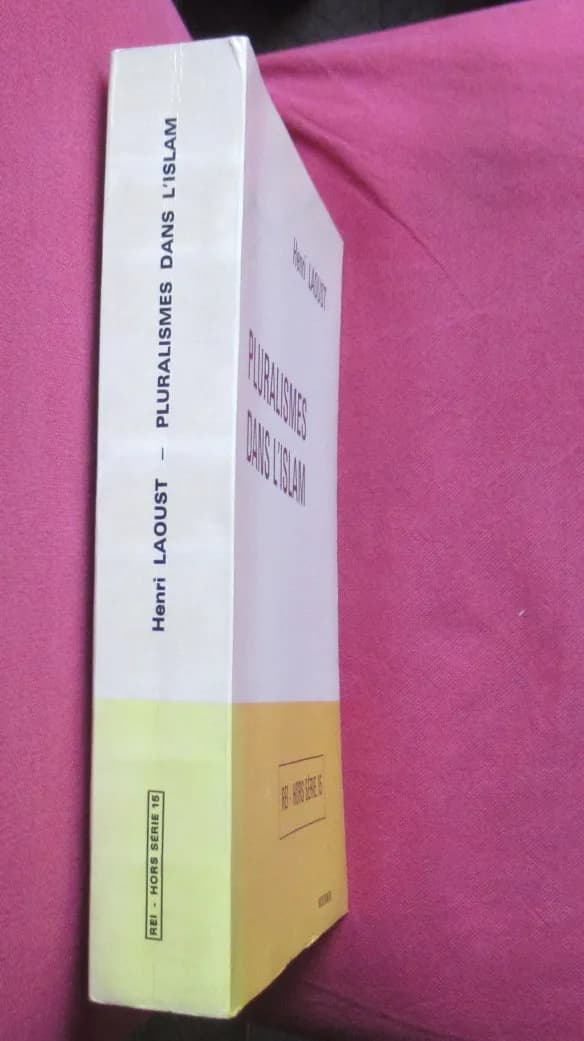 Henri LAOUST – PLURALISMES DANS L'ISLAM
REI - HORS SÉRIE 15
Henri LAOUST
PLURALISMES
DANS L'ISLAM
REI - HORS SÉRIE 15